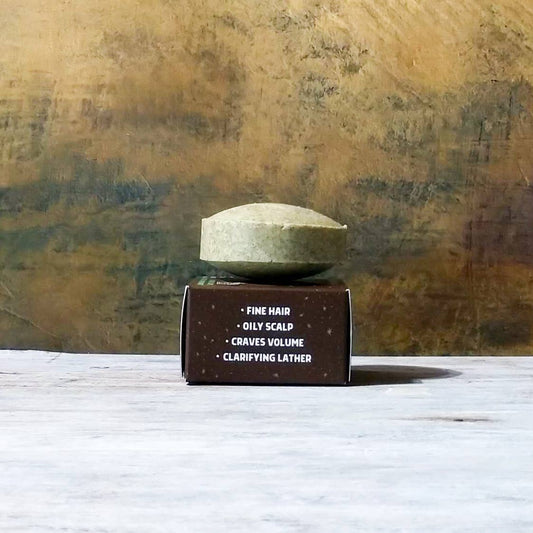 · FINE HAIR
· OILY SCALP
· CRAVES VOLUME
· CLARIFYING LATHER